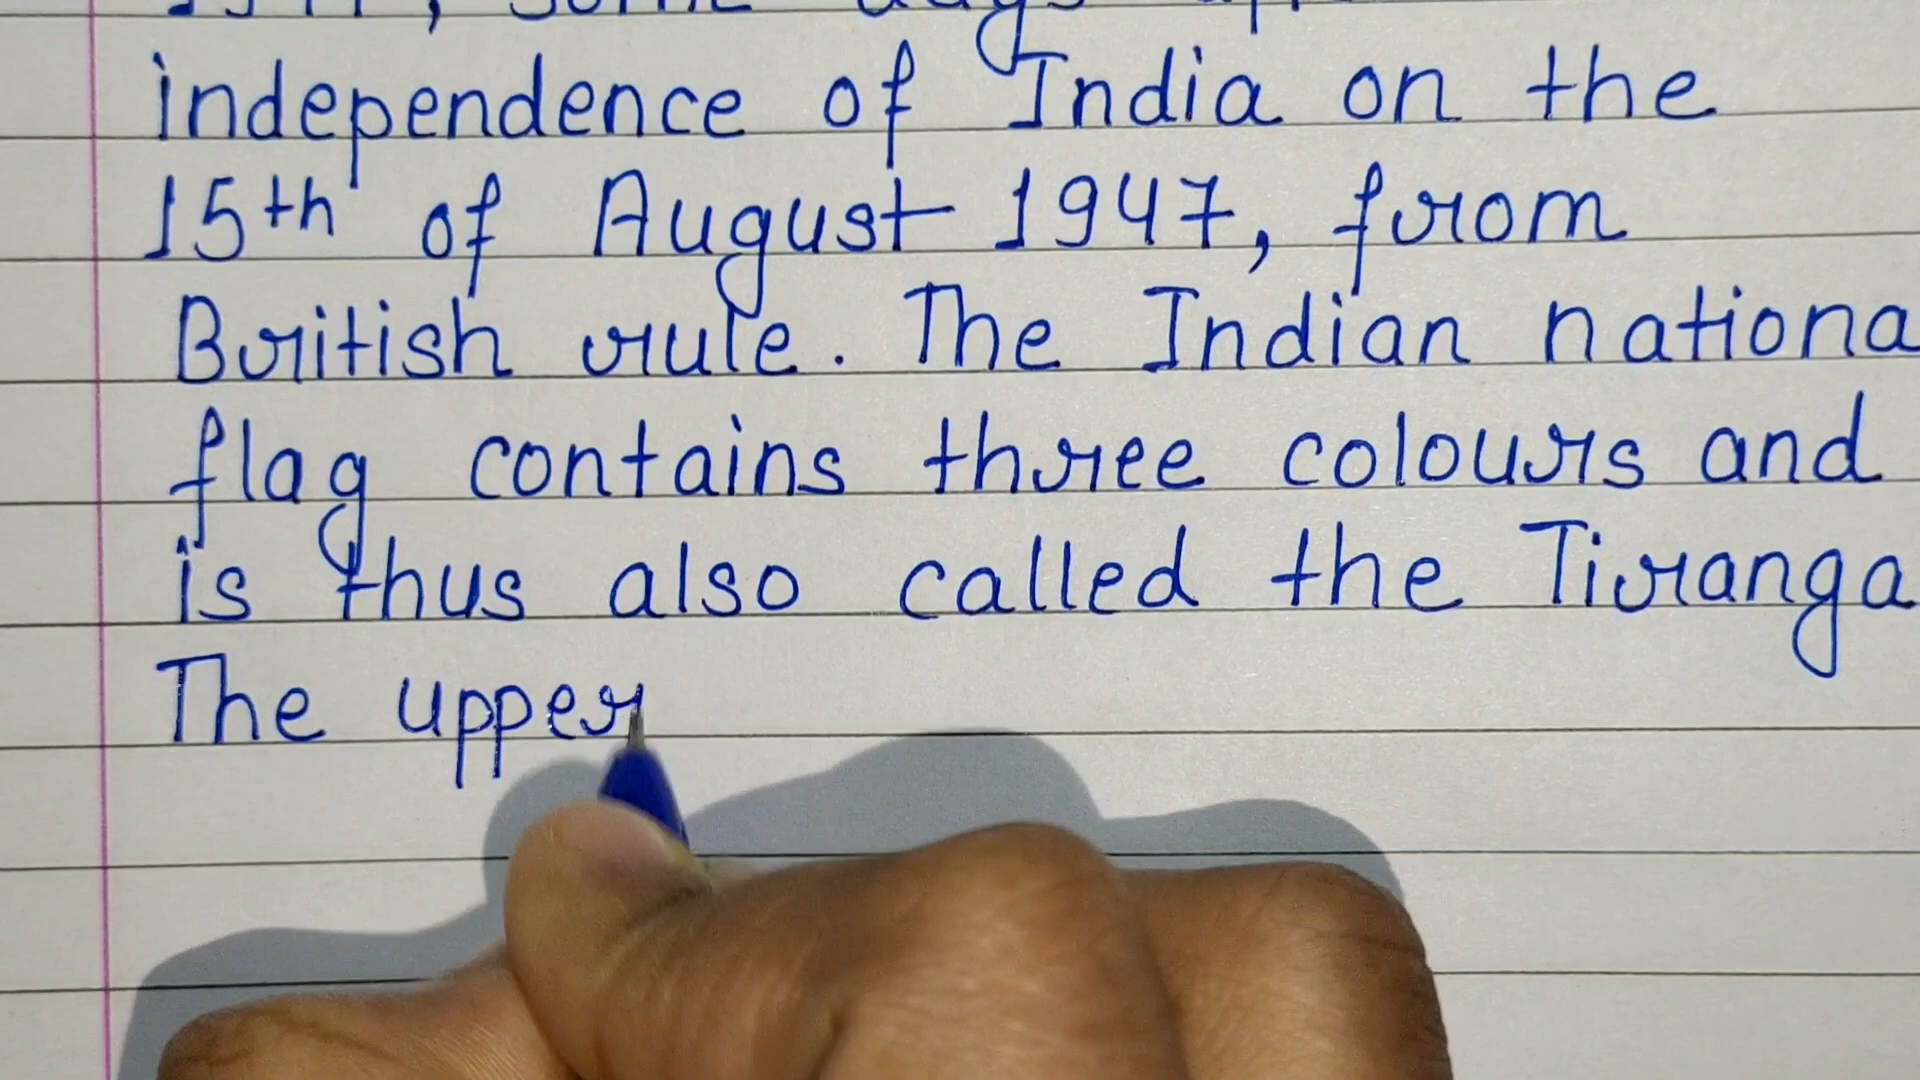 independence of India on the
15th of August 1947, from
British rule. The Indian nationa
flag contains three colours and
is thus also called the Tiranga
The upper